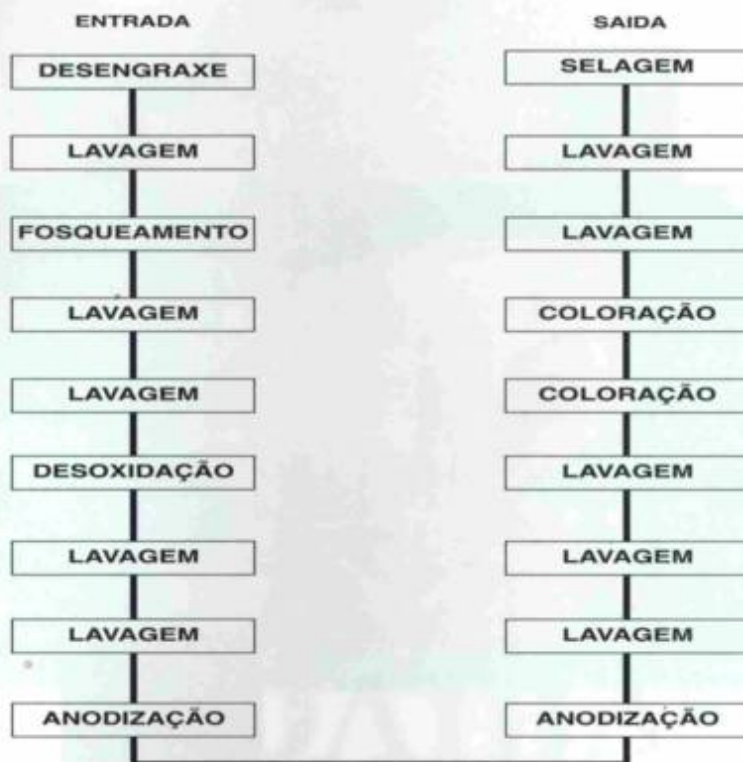 ENTRADA
DESENGRAXE
LAVAGEM
FOSQUEAMENTO
LAVAGEM
LAVAGEM
DESOXIDAÇÃO
LAVAGEM
LAVAGEM
ANODIZAÇÃO
SAIDA
SELAGEM
LAVAGEM
LAVAGEM
COLORAÇÃO
COLORAÇÃO
LAVAGEM
LAVAGEM
LAVAGEM
ANODIZAÇÃO